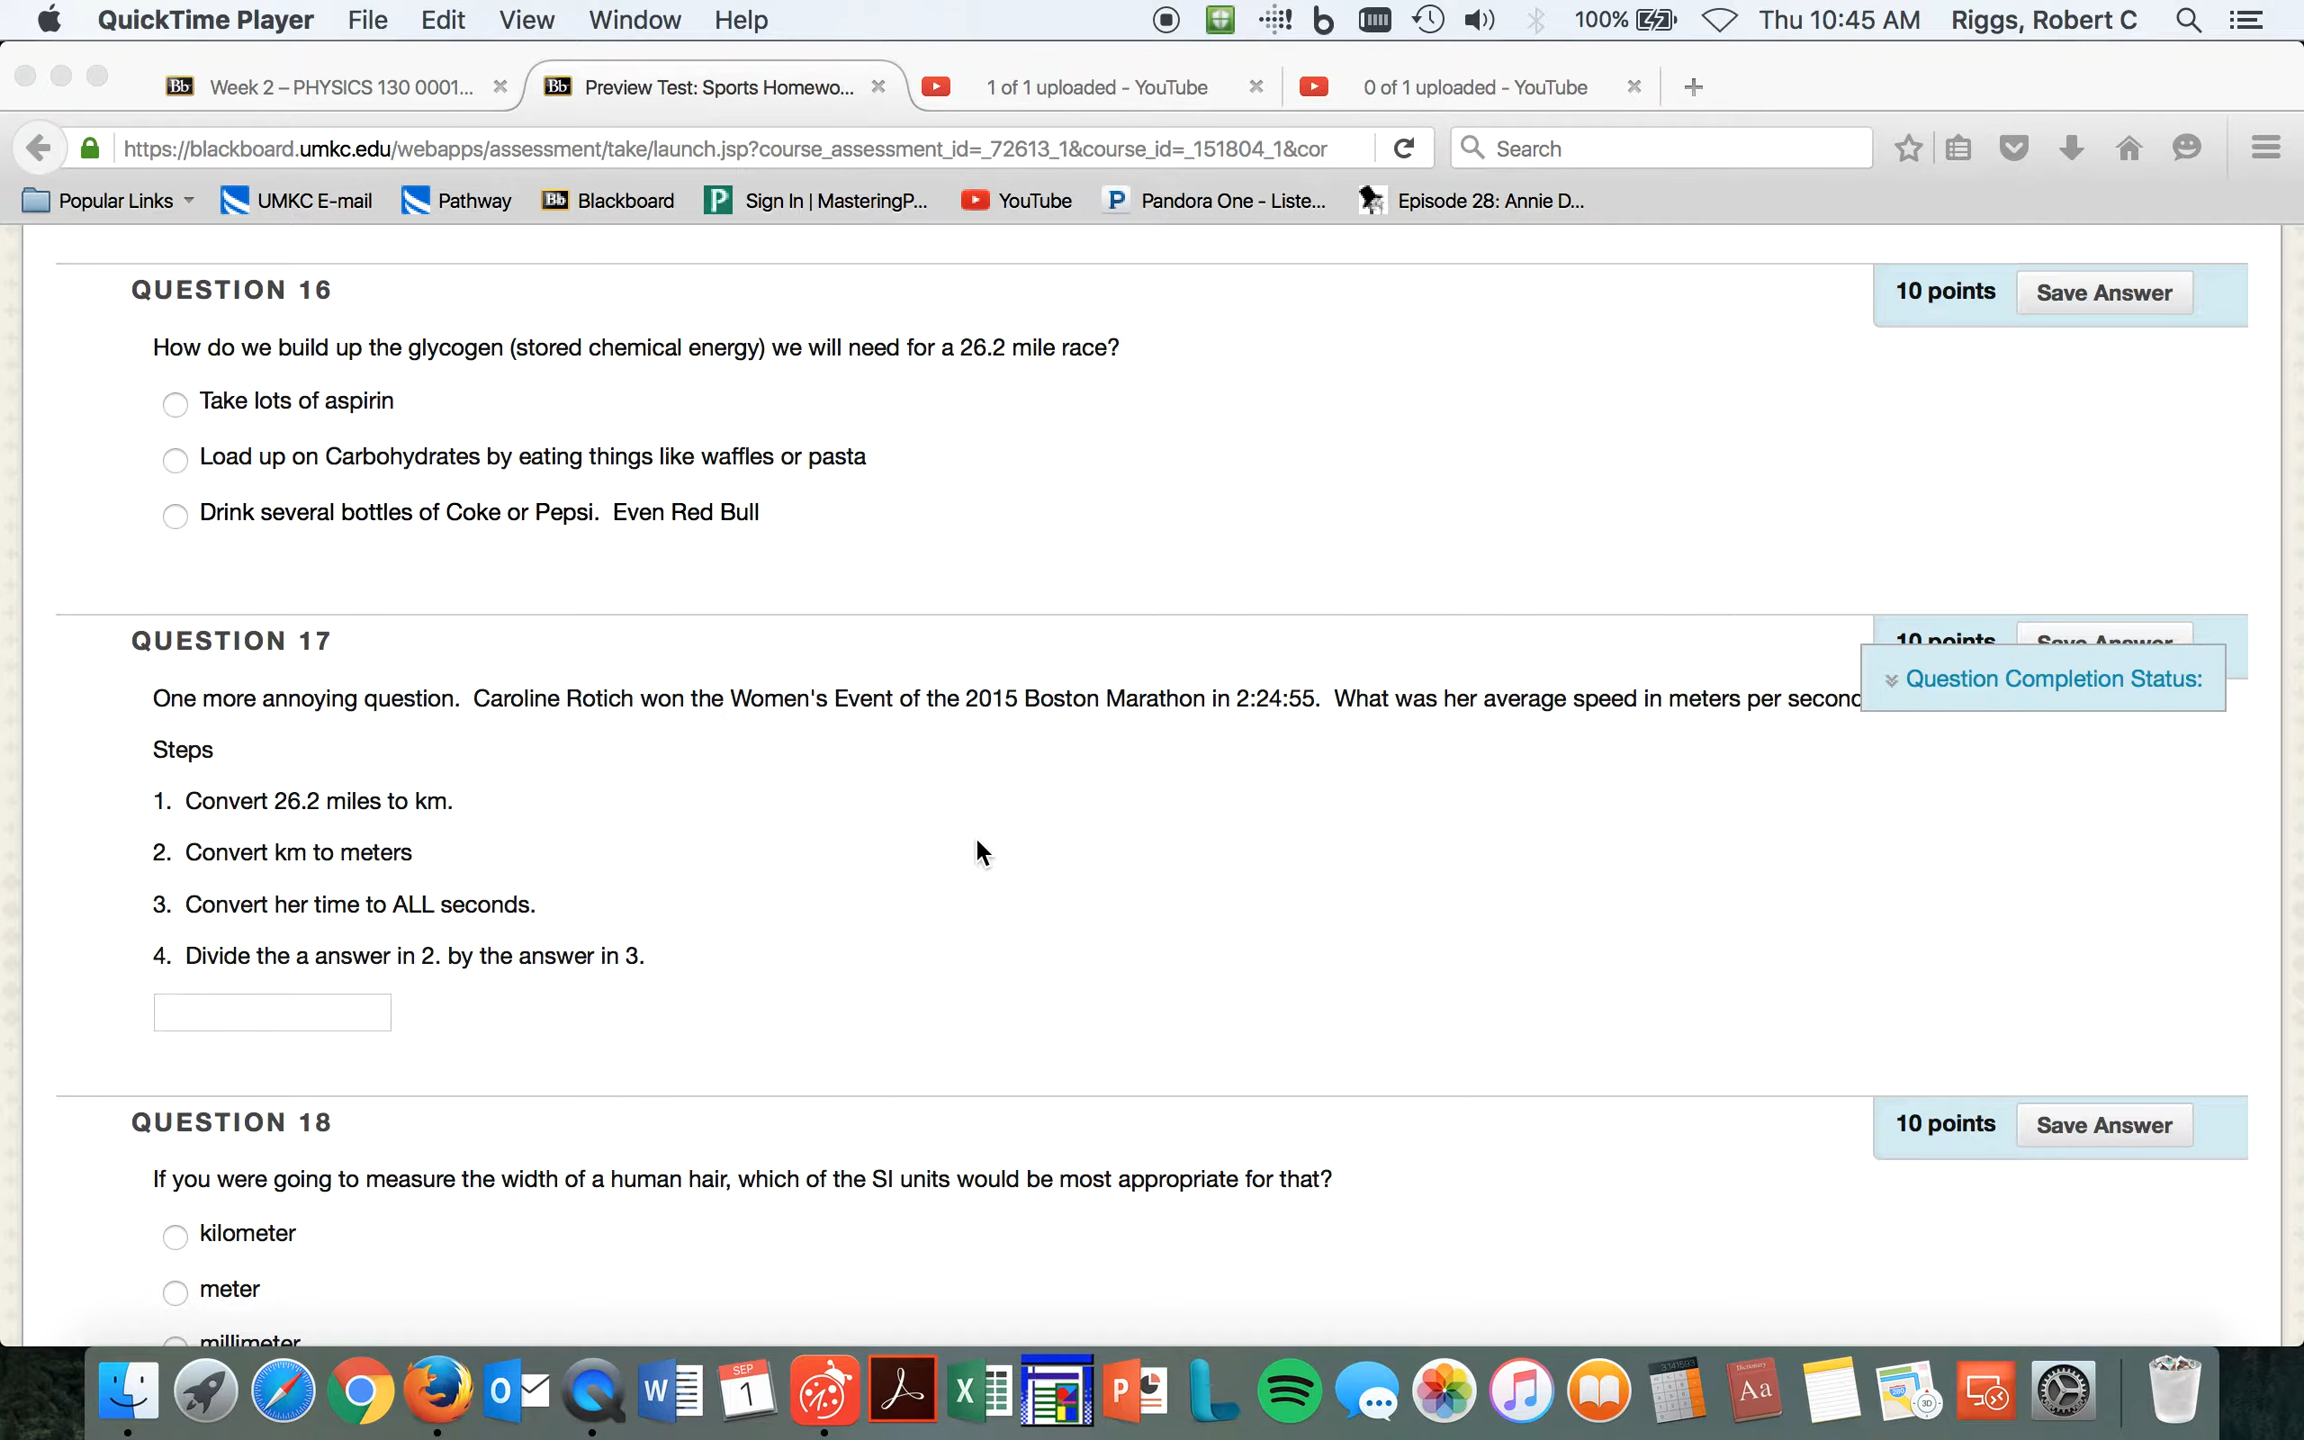 QuickTime Player File Edit View Window Help 100% Thu 10:45 AM Riggs, Robert C
Week 2 – PHYSICS 130 0001... Preview Test: Sports Homewo... 1 of 1 uploaded - YouTube 0 of 1 uploaded - YouTube
https://blackboard.umkc.edu/webapps/assessment/take/launch.jsp?course_assessment_id=_72613_1&course_id=_151804_1&cor Search
Popular Links UMKC E-mail Pathway Blackboard Sign In | MasteringP... YouTube Pandora One - Liste... Episode 28: Annie D...
QUESTION 16
10 points Save Answer
How do we build up the glycogen (stored chemical energy) we will need for a 26.2 mile race?
Take lots of aspirin
Load up on Carbohydrates by eating things like waffles or pasta
Drink several bottles of Coke or Pepsi. Even Red Bull
QUESTION 17
10 points Save Answer
Question Completion Status:
One more annoying question. Caroline Rotich won the Women's Event of the 2015 Boston Marathon in 2:24:55. What was her average speed in meters per second
Steps
1. Convert 26.2 miles to km.
2. Convert km to meters
3. Convert her time to ALL seconds.
4. Divide the a answer in 2. by the answer in 3.
QUESTION 18
10 points Save Answer
If you were going to measure the width of a human hair, which of the SI units would be most appropriate for that?
kilometer
meter
millimeter
SEP
1